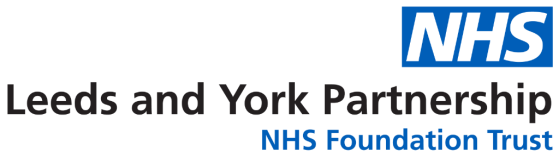 NHS
Leeds and York Partnership
NHS Foundation Trust